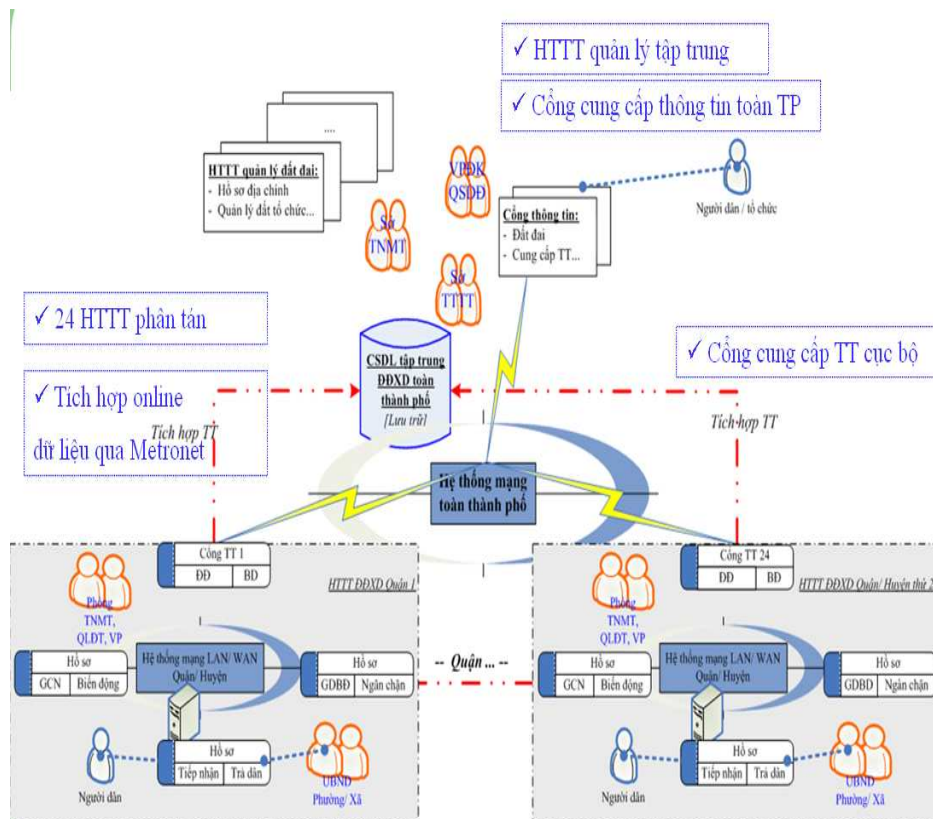 ✓ HTTT quản lý tập trung
✓ Cổng cung cấp thông tin toàn TP
....
HTTT quản lý đất đai:
- Hồ sơ địa chính
- Quản lý đất tổ chức...
VPĐK
QSDĐ
Người dân / tổ chức
Sở
TNMT
Cổng thông tin:
- Đất đai
- Cung cấp TT...
Sở
TTTT
✓ 24 HTTT phân tán
CSDL tập trung
ĐĐXD toàn
thành phố
[Lưu trữ]
✓ Cổng cung cấp TT cục bộ
✓ Tích hợp online
dữ liệu qua Metronet
Tích hợp TT
Tích hợp TT
Hệ thống mạng
toàn thành phố
Cổng TT 1
ĐĐ BD
HTTT ĐĐXD Quận 1
Phòng
TNMT,
QLĐT, VP
Hồ sơ
GCN Biến động
Hệ thống mạng LAN/ WAN
Quận/ Huyện
Hồ sơ
GDBĐ Ngăn chặn
Hồ sơ
Tiếp nhận Trả dân
Người dân
UBND
Phường/ Xã
-- Quận ... --
Cổng TT 24
ĐĐ BĐ
HTTT ĐĐXD Quận/ Huyện thứ 2
Phòng
TNMT,
QLĐT, VP
Hồ sơ
GCN Biến động
Hệ thống mạng LAN/ WAN
Quận/ Huyện
Hồ sơ
GDBĐ Ngăn chặn
Hồ sơ
Tiếp nhận Trả dân
Người dân
UBND
Phường/ Xã